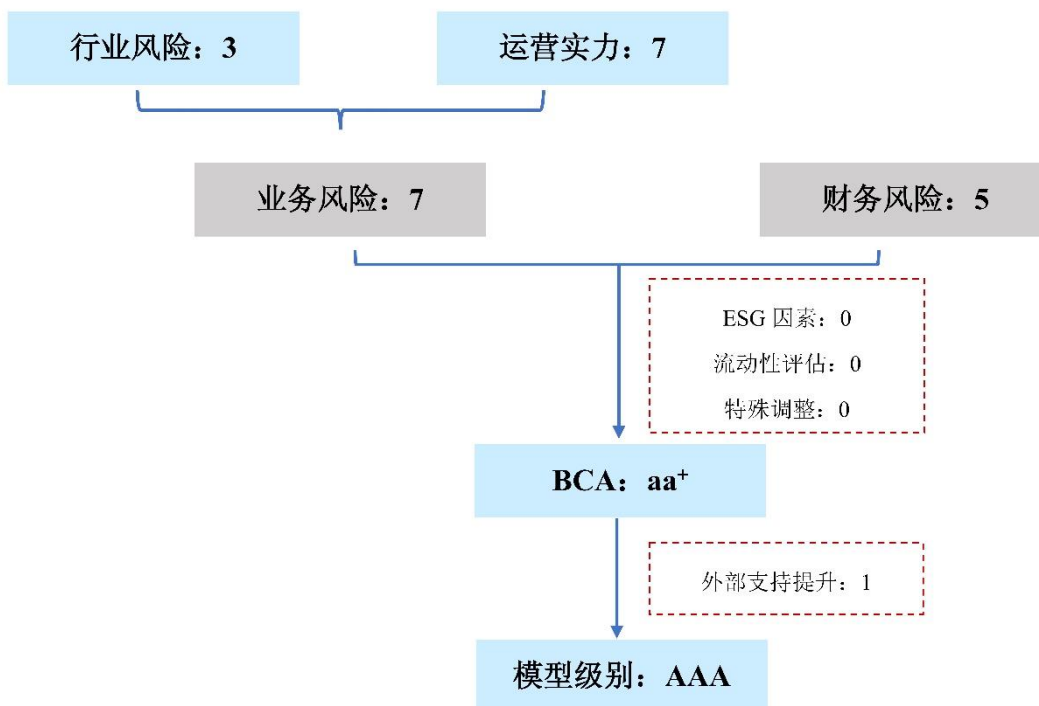 行业风险：3
运营实力：7
业务风险：7
财务风险：5
ESG 因素：0
流动性评估：0
特殊调整：0
BCA：aa⁺
外部支持提升：1
模型级别：AAA